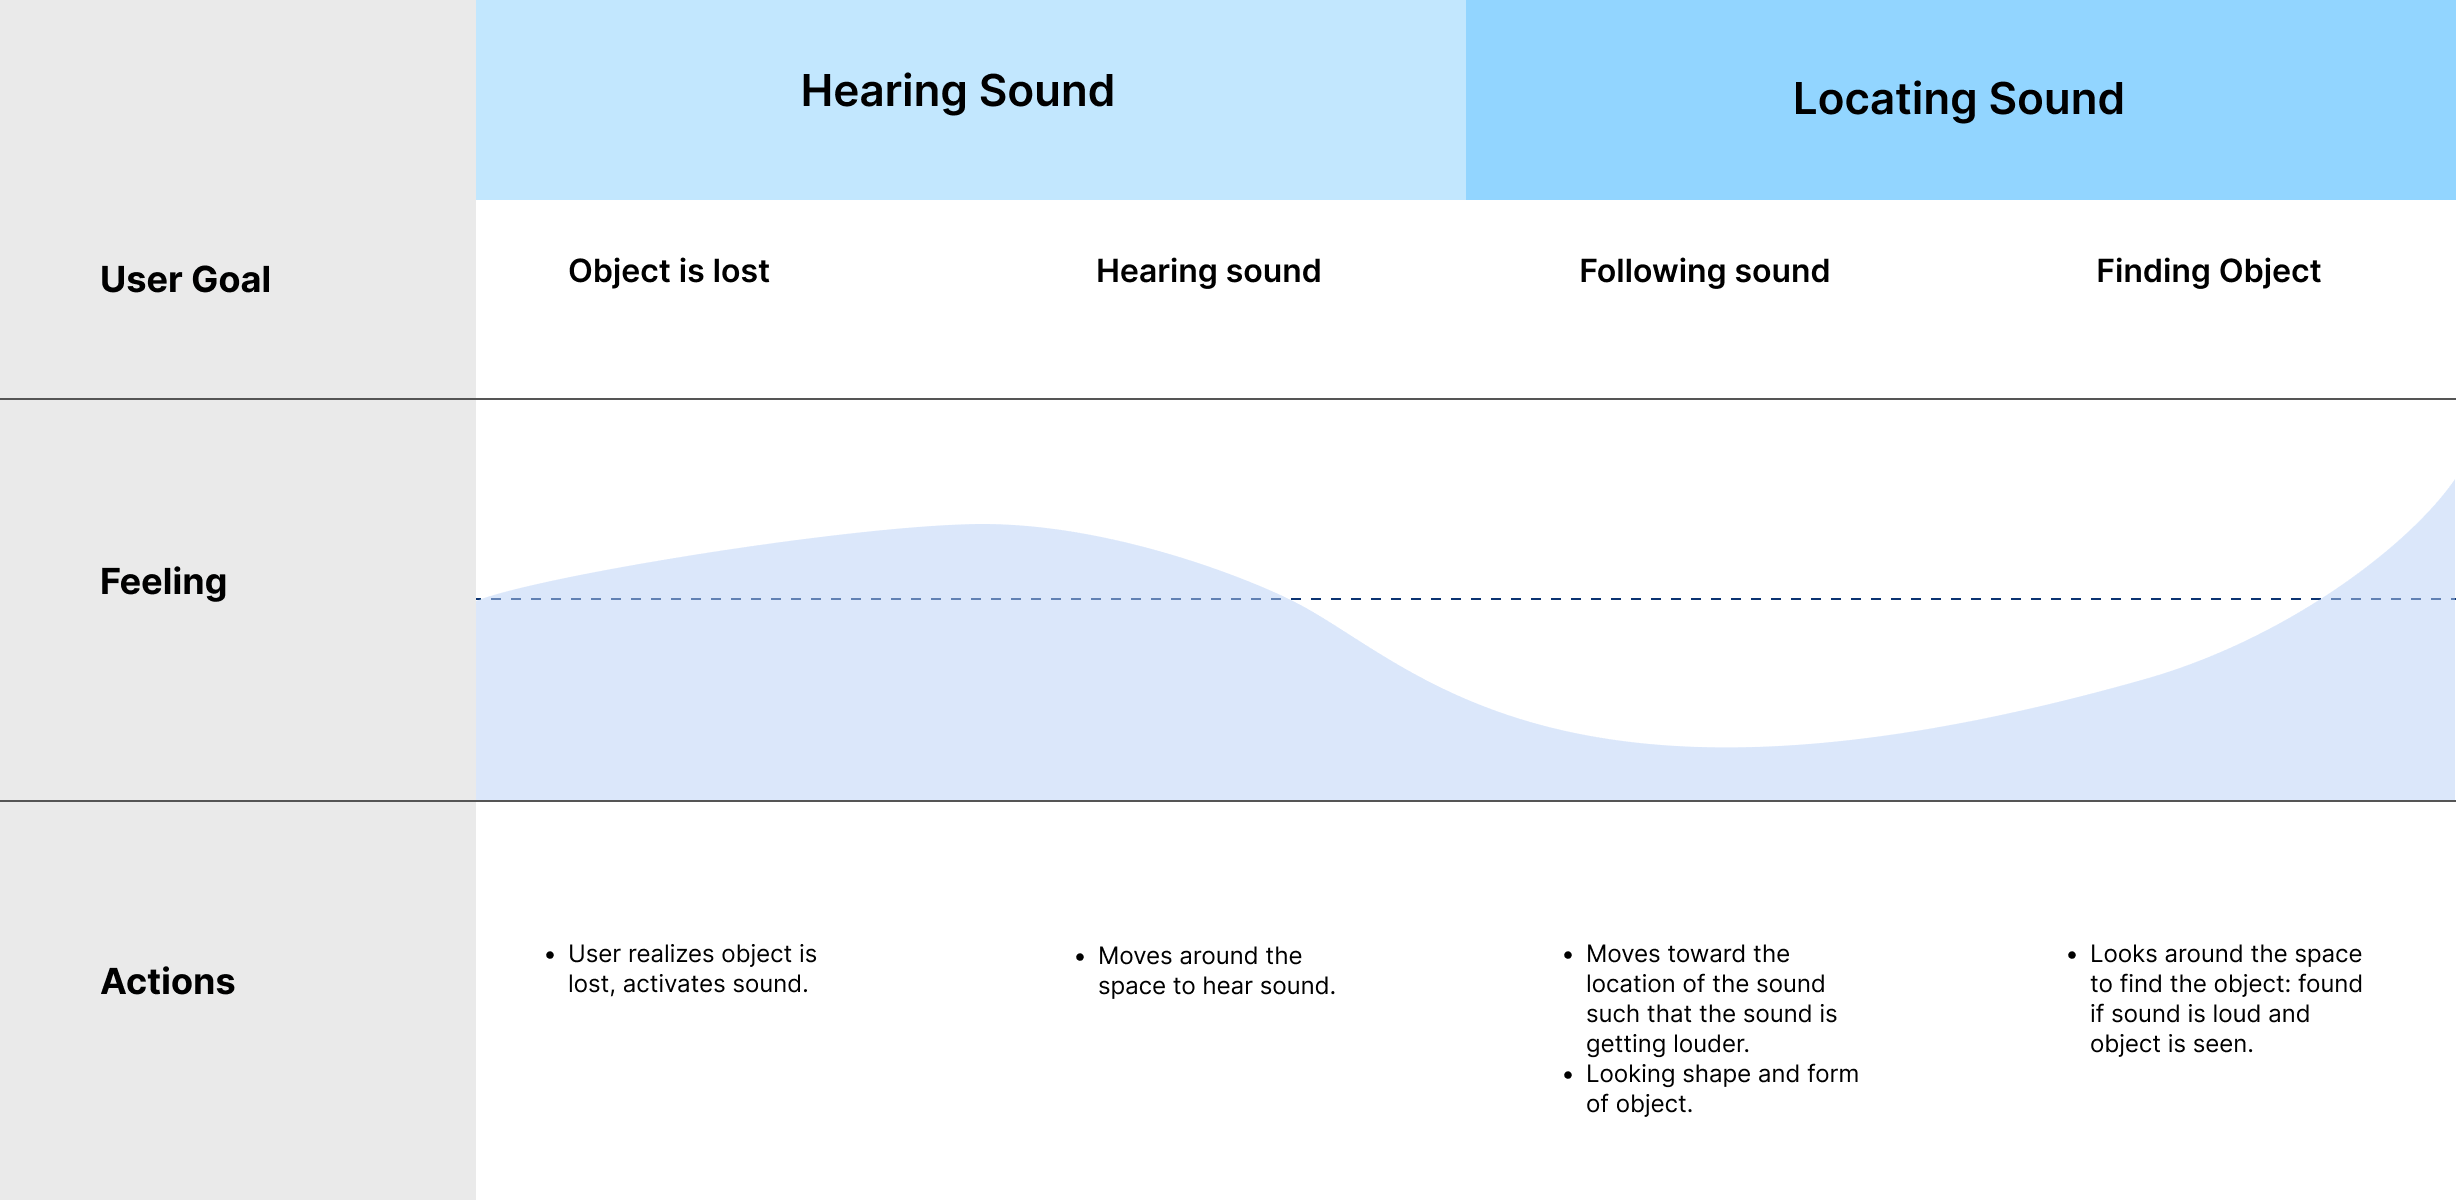 Hearing Sound
Locating Sound
User Goal
Object is lost
Hearing sound
Following sound
Finding Object
Feeling
Actions
• User realizes object is
lost, activates sound.
• Moves around the
space to hear sound.
• Moves toward the
location of the sound
such that the sound is
getting louder.
• Looking shape and form
of object.
• Looks around the space
to find the object: found
if sound is loud and
object is seen.